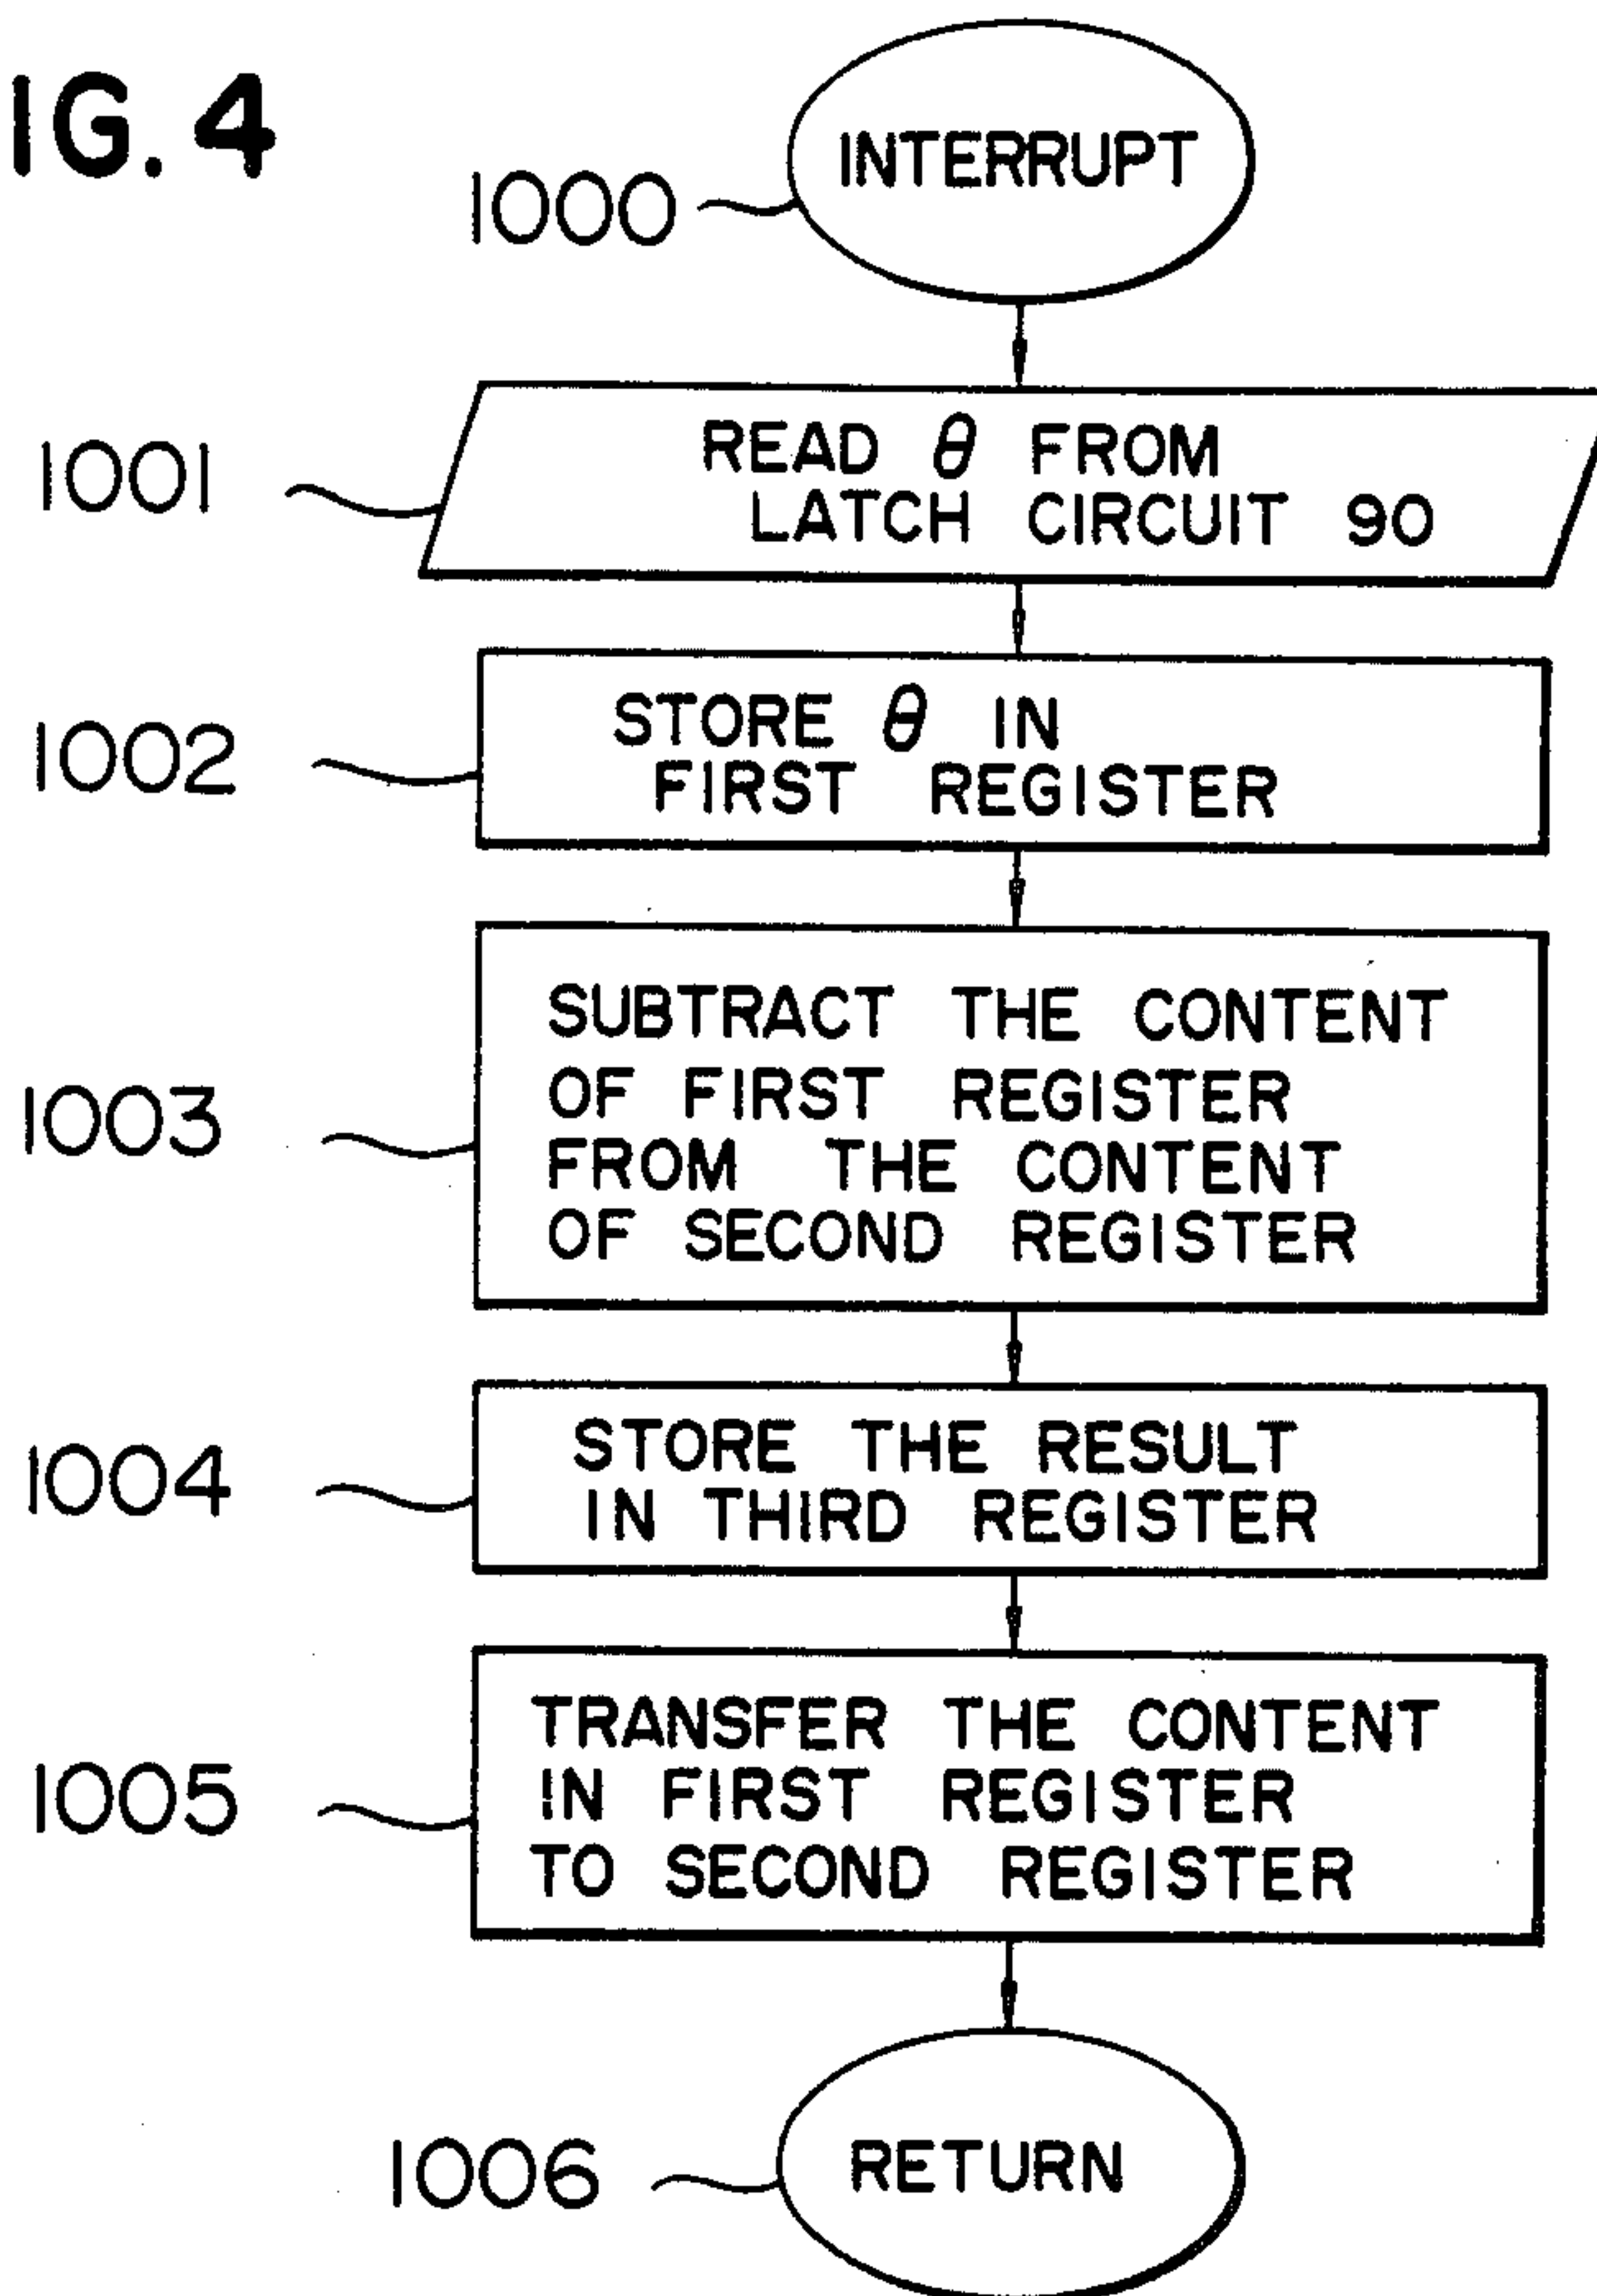 IG. 4
INTERRUPT
1000
READ θ FROM
LATCH CIRCUIT 90
1001
STORE θ IN
FIRST REGISTER
1002
SUBTRACT THE CONTENT
OF FIRST REGISTER
FROM THE CONTENT
OF SECOND REGISTER
1003
STORE THE RESULT
IN THIRD REGISTER
1004
TRANSFER THE CONTENT
IN FIRST REGISTER
TO SECOND REGISTER
1005
RETURN
1006